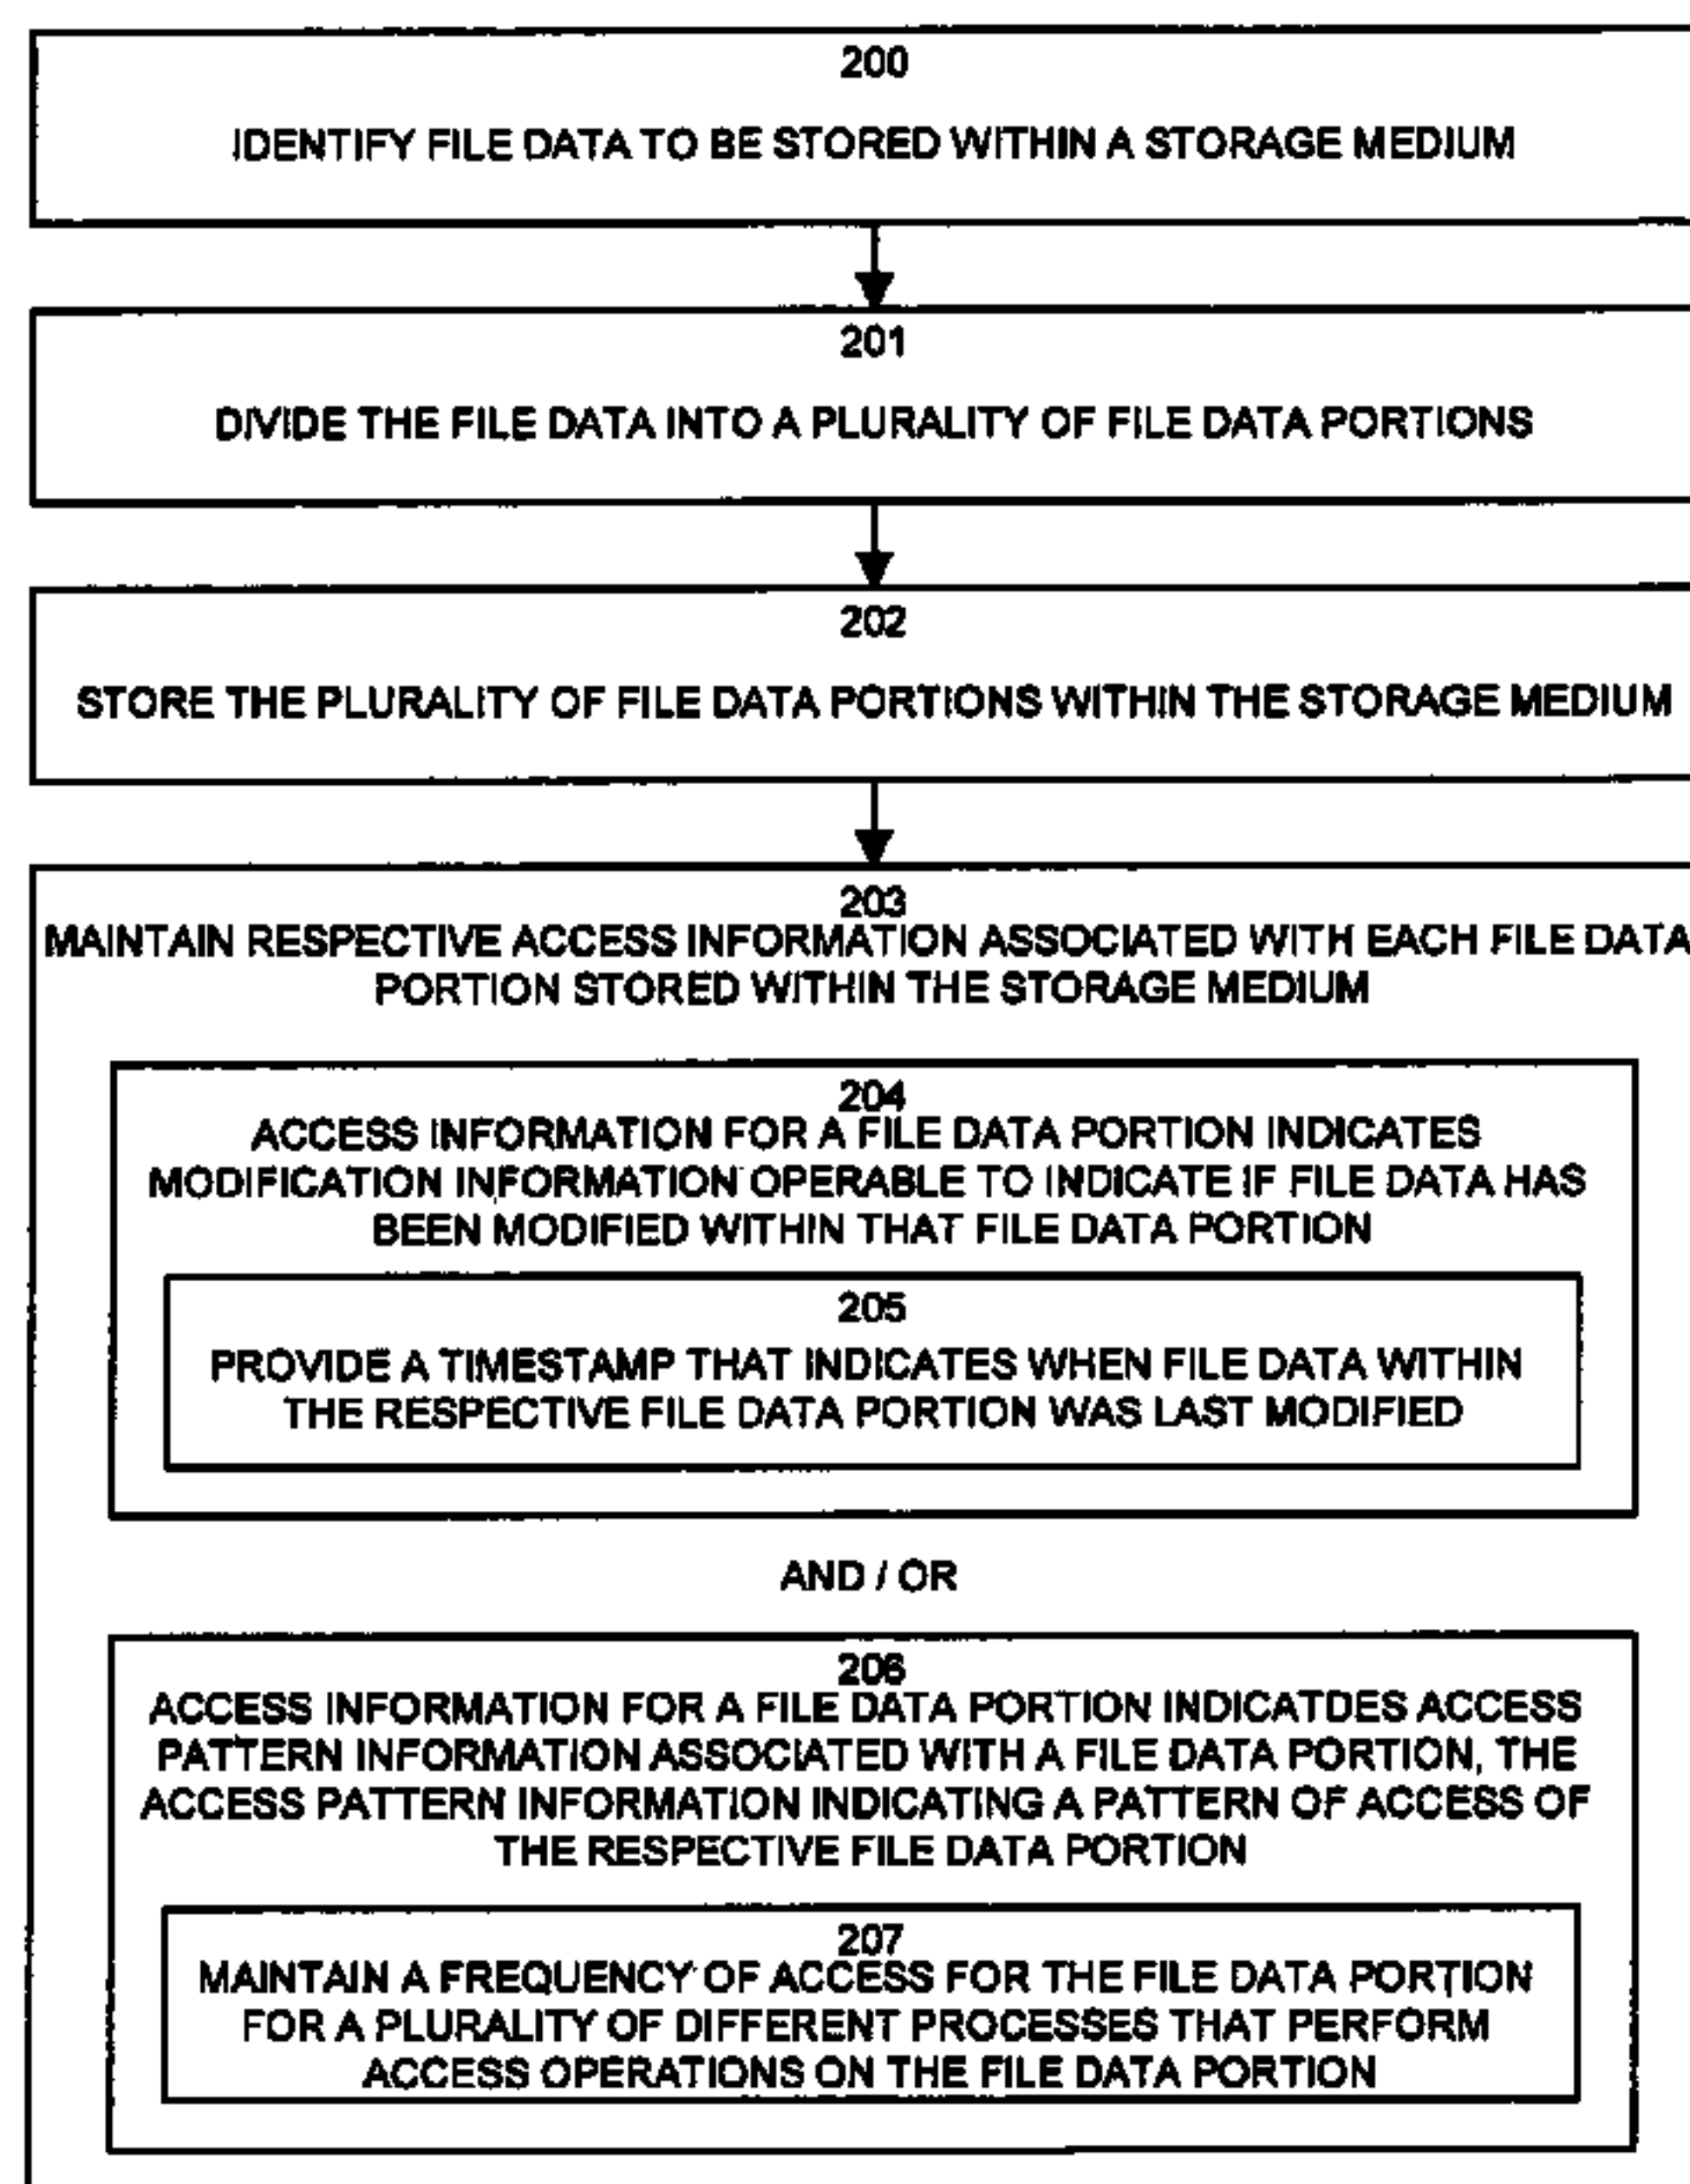 200
IDENTIFY FILE DATA TO BE STORED WITHIN A STORAGE MEDIUM
201
DIVIDE THE FILE DATA INTO A PLURALITY OF FILE DATA PORTIONS
202
STORE THE PLURALITY OF FILE DATA PORTIONS WITHIN THE STORAGE MEDIUM
203
MAINTAIN RESPECTIVE ACCESS INFORMATION ASSOCIATED WITH EACH FILE DATA
PORTION STORED WITHIN THE STORAGE MEDIUM
204
ACCESS INFORMATION FOR A FILE DATA PORTION INDICATES
MODIFICATION INFORMATION OPERABLE TO INDICATE IF FILE DATA HAS
BEEN MODIFIED WITHIN THAT FILE DATA PORTION
205
PROVIDE A TIMESTAMP THAT INDICATES WHEN FILE DATA WITHIN
THE RESPECTIVE FILE DATA PORTION WAS LAST MODIFIED
AND / OR
206
ACCESS INFORMATION FOR A FILE DATA PORTION INDICATDES ACCESS
PATTERN INFORMATION ASSOCIATED WITH A FILE DATA PORTION, THE
ACCESS PATTERN INFORMATION INDICATING A PATTERN OF ACCESS OF
THE RESPECTIVE FILE DATA PORTION
207
MAINTAIN A FREQUENCY OF ACCESS FOR THE FILE DATA PORTION
FOR A PLURALITY OF DIFFERENT PROCESSES THAT PERFORM
ACCESS OPERATIONS ON THE FILE DATA PORTION